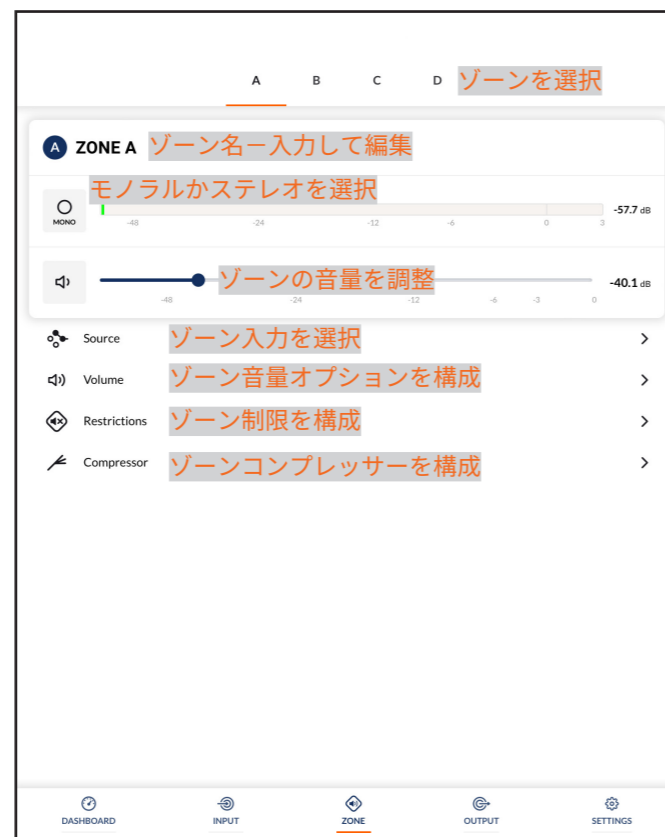 A B C D ゾーンを選択
A ZONE A ゾーン名－入力して編集
モノラルかステレオを選択
MONO -57.7 dB
-48 -24 -12 -6 0 3
ゾーンの音量を調整 -40.1 dB
-48 -24 -12 -6 -3 0
Source ゾーン入力を選択
Volume ゾーン音量オプションを構成
Restrictions ゾーン制限を構成
Compressor ゾーンコンプレッサーを構成
DASHBOARD INPUT ZONE OUTPUT SETTINGS